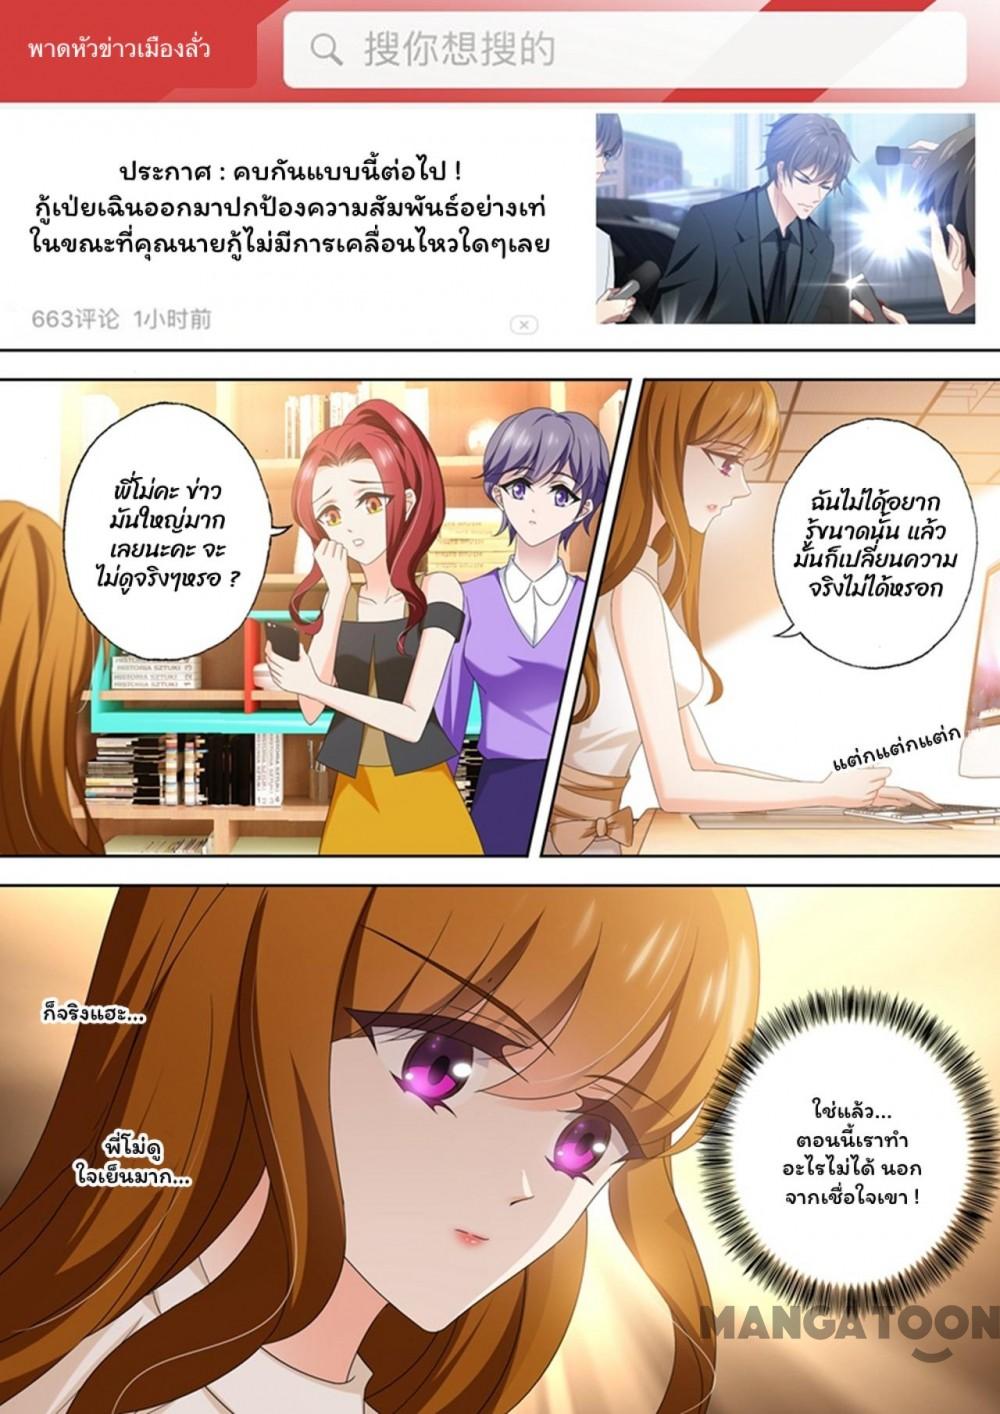 พาดหัวข่าวเมืองลั่ว
搜你想搜的
ประกาศ : คบกันแบบนี้ต่อไป !
กู้เป่ยเฉินออกมาปกป้องความสัมพันธ์อย่างเท่
ในขณะที่คุณนายกู้ไม่มีการเคลื่อนไหวใดๆเลย
663评论 1小时前
พี่โม่คะ ข่าว
มันใหญ่มาก
เลยนะคะ จะ
ไม่ดูจริงๆหรอ ?
ฉันไม่ได้อยาก
รู้ขนาดนั้น แล้ว
มันก็เปลี่ยนความ
จริงไม่ได้หรอก
HISTORIA SZTUKI
HISTORIA SZTUKI
HISTORIA SZTUKI
แต่กแต่กแต่ก
ก็จริงแฮะ...
พี่โม่ดู
ใจเย็นมาก...
ใช่แล้ว...
ตอนนี้เราทำ
อะไรไม่ได้ นอก
จากเชื่อใจเขา !
MANGATOON